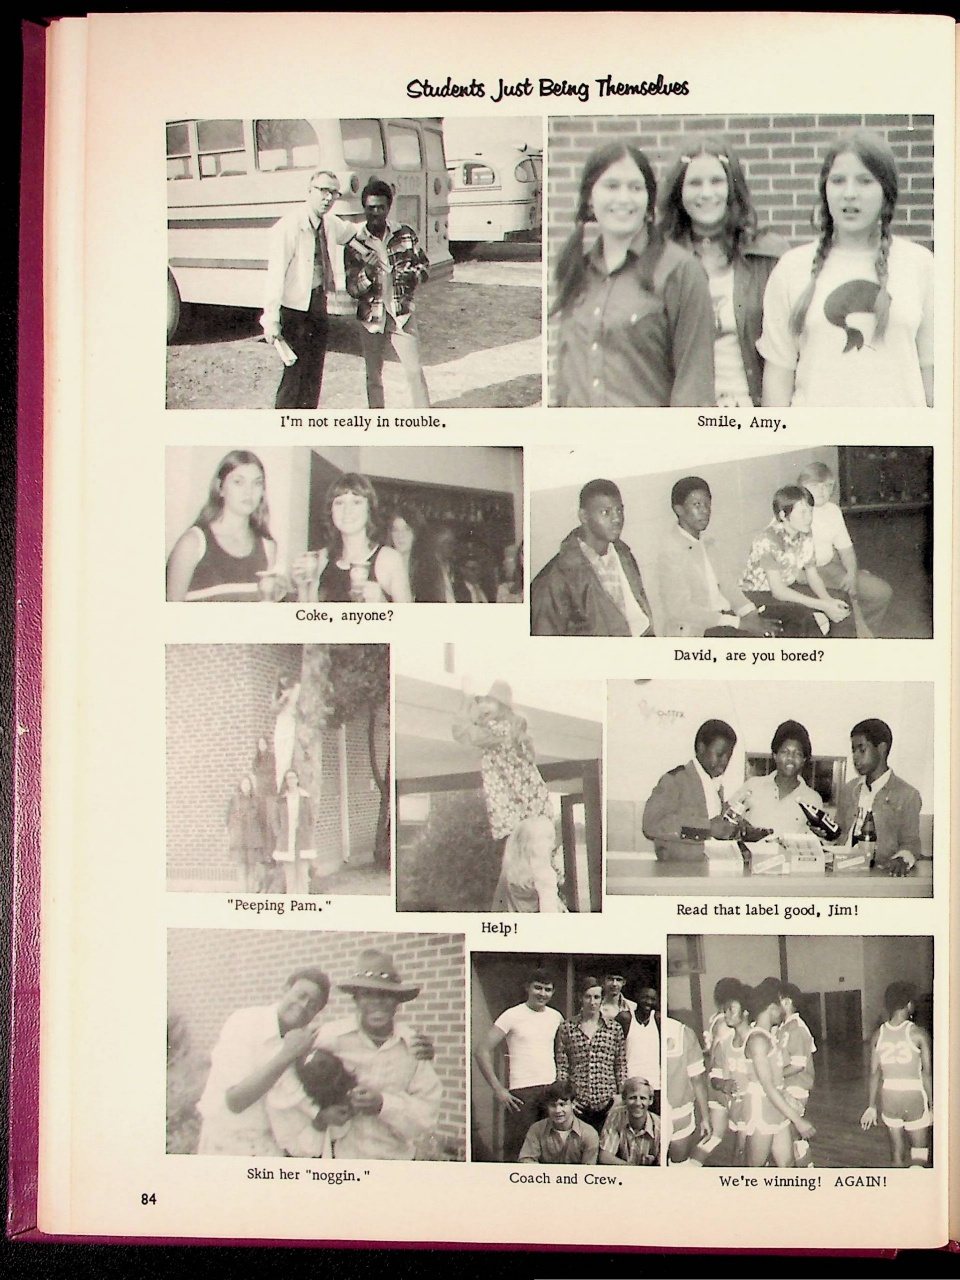 Students Just Being Themselves
I'm not really in trouble.
Smile, Amy.
Coke, anyone?
David, are you bored?
"Peeping Pam."
Help!
Read that label good, Jim!
Skin her "noggin."
Coach and Crew.
23
We're winning! AGAIN!
84